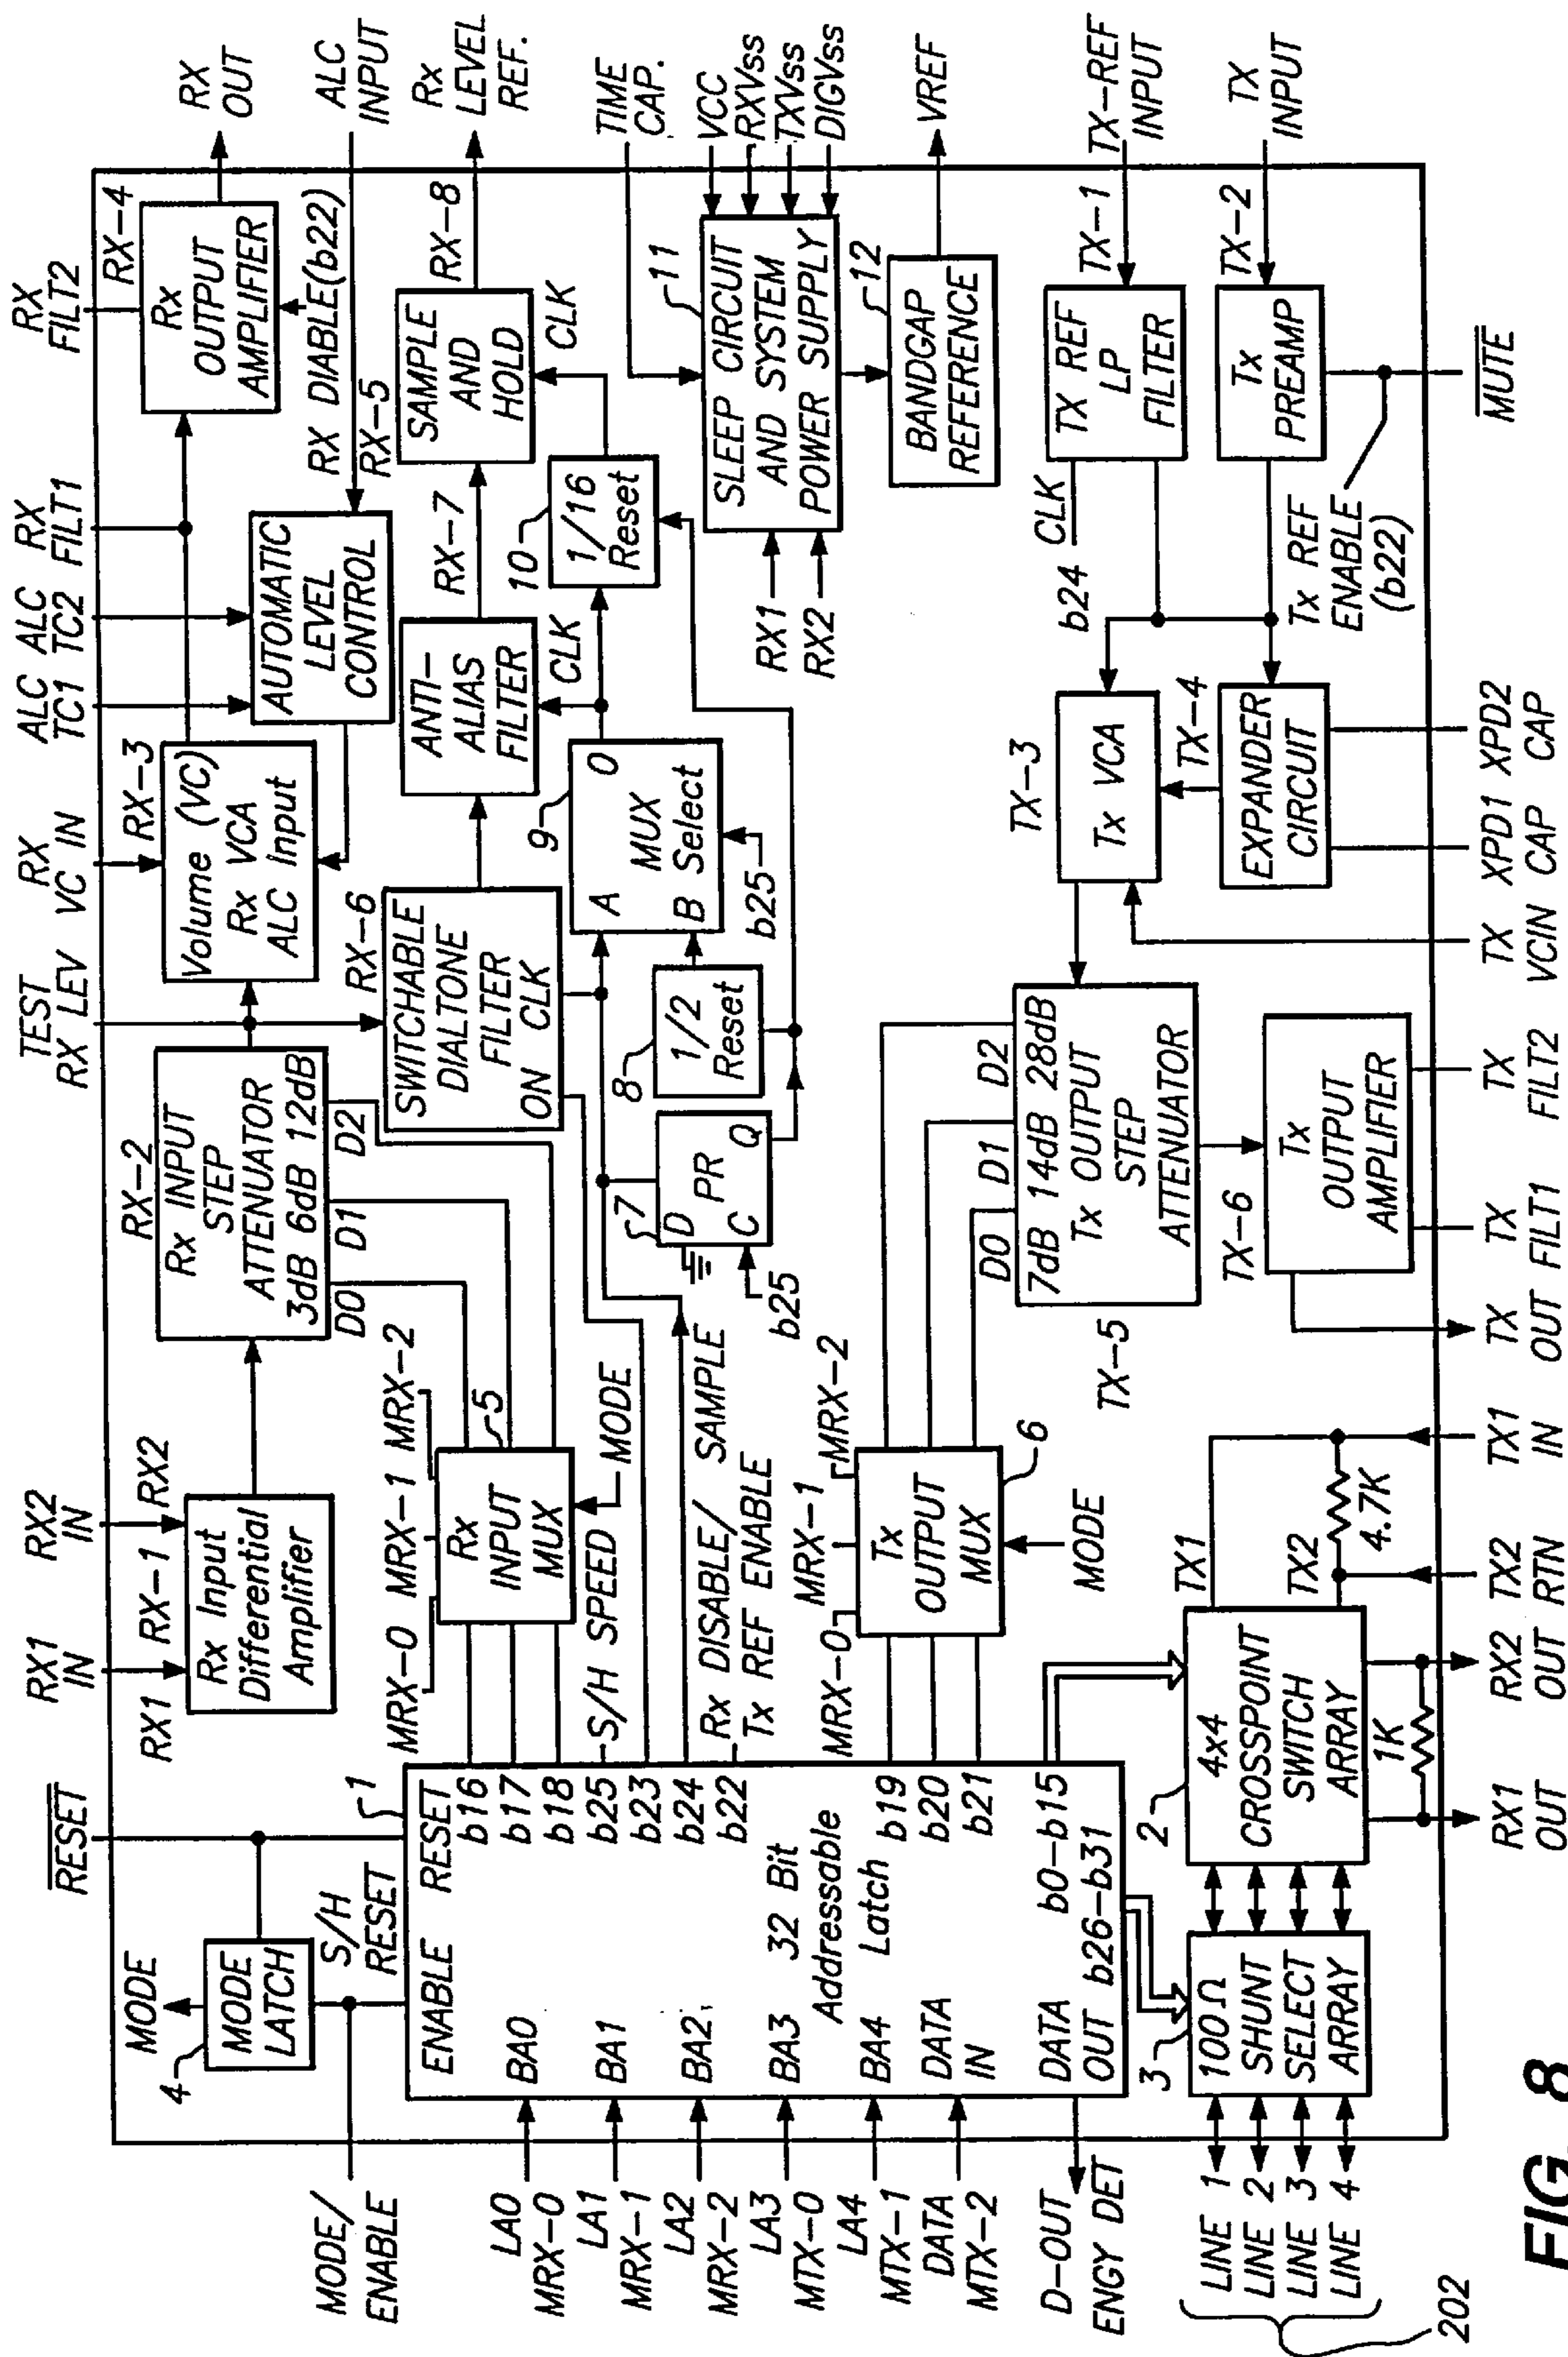 RESET
RX1
IN
RX2
IN
TEST
RX LEV
RX
VC IN
ALC
TC1
ALC
TC2
RX
FILT1
RX
FILT2
MODE
4
MODE
LATCH
S/H
RESET
MODE/
ENABLE
RX1
RX-1
RX2
Rx Input
Differential
Amplifier
RX-2
Rx INPUT
STEP
ATTENUATOR
3dB 6dB 12dB
D0
D1
D2
RX-3
Volume (VC)
Rx VCA
ALC Input
AUTOMATIC
LEVEL
CONTROL
RX-4
Rx
OUTPUT
AMPLIFIER
RX
OUT
RX DIABLE(b22)
RX-5
ALC
INPUT
1
ENABLE
RESET
BA0
BA1
BA2
BA3
BA4
DATA
IN
DATA
OUT
32 Bit
Addressable
Latch
b16
b17
b18
b25
b23
b24
b22
b19
b20
b21
b0-b15
b26-b31
LA0
MRX-0
LA1
MRX-1
LA2
MRX-2
LA3
MTX-0
LA4
MTX-1
DATA
MTX-2
D-OUT
ENGY DET
MRX-0
MRX-1
MRX-2
5
Rx
INPUT
MUX
MODE
S/H SPEED
Rx DISABLE/ SAMPLE
Tx REF ENABLE
RX-6
SWITCHABLE
DIALTONE
FILTER
ON CLK
ANTI-
ALIAS
FILTER
RX-7
SAMPLE
AND
HOLD
RX-8
Rx
LEVEL
REF.
CLK
CLK
7
D PR
C Q
b25
8
1/2
Reset
9
A O
MUX
B Select
b25
10
1/16
Reset
TIME
CAP.
11
SLEEP CIRCUIT
AND SYSTEM
POWER SUPPLY
RX1
RX2
VCC
RXVss
TXVss
DIGVss
12
BANDGAP
REFERENCE
VREF
MRX-0
MRX-1
MRX-2
Tx
OUTPUT
MUX
6
MODE
D0
D1
D2
7dB 14dB 28dB
Tx OUTPUT
STEP
ATTENUATOR
TX-5
TX-3
Tx VCA
TX-4
EXPANDER
CIRCUIT
b24
CLK
TX REF
LP
FILTER
TX-1
TX-REF
INPUT
TX-2
Tx
PREAMP
TX
INPUT
Tx REF
ENABLE
(b22)
MUTE
TX-6
Tx
OUTPUT
AMPLIFIER
3
100Ω
SHUNT
SELECT
ARRAY
2
4x4
CROSSPOINT
SWITCH
ARRAY
TX1
TX2
4.7K
1K
LINE 1
LINE 2
LINE 3
LINE 4
202
RX1
OUT
RX2
OUT
TX2
RTN
TX1
IN
TX
OUT
TX
FILT1
TX
FILT2
TX
VCIN
XPD1
CAP
XPD2
CAP
FIG. 8